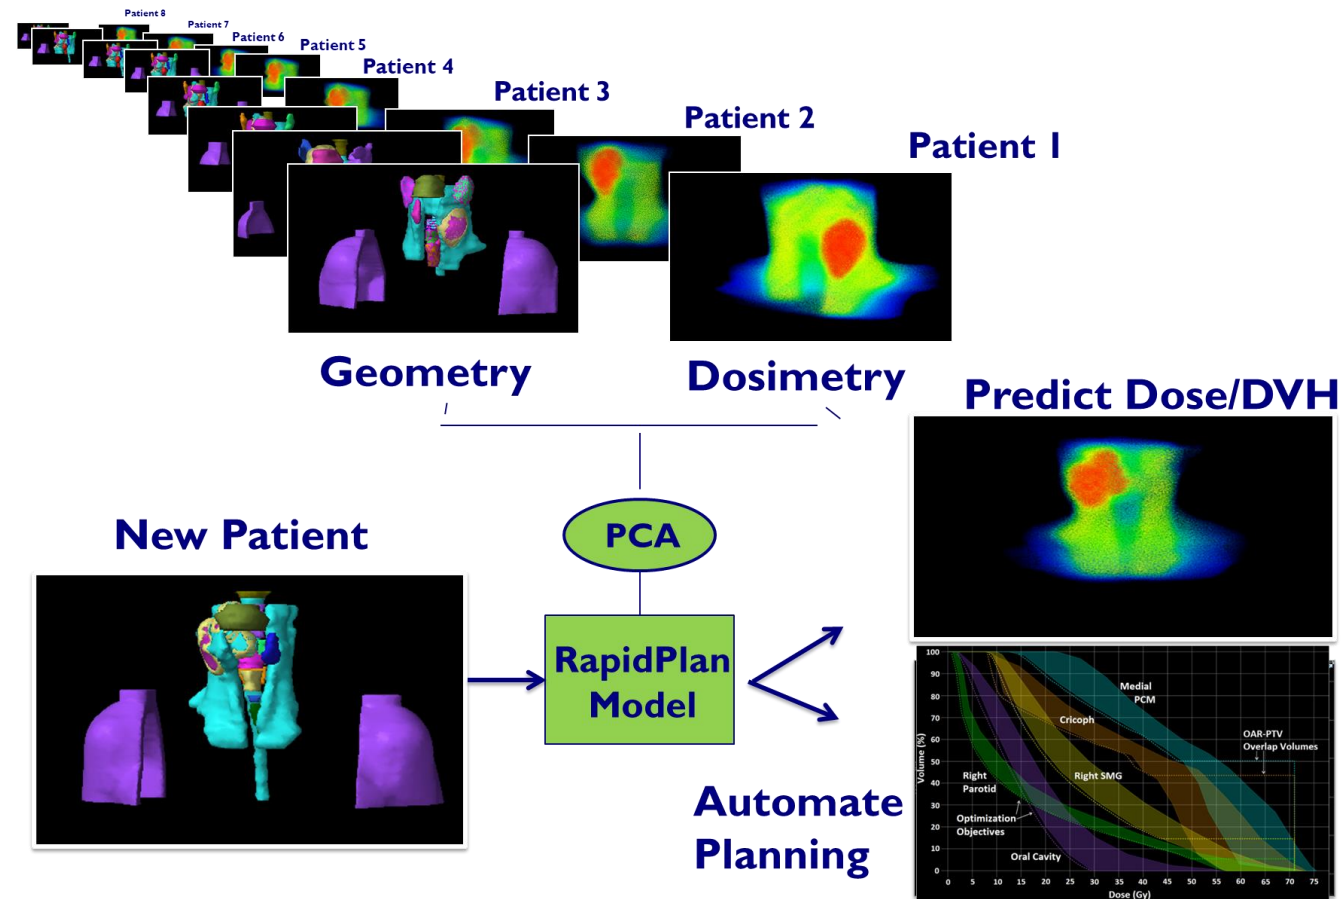 Patient 8
Patient 7
Patient 6
Patient 5
Patient 4
Patient 3
Patient 2
Patient 1
Geometry
Dosimetry
Predict Dose/DVH
New Patient
PCA
RapidPlan
Model
Automate
Planning
Volume (%)
100
90
80
70
60
50
40
30
20
10
0
Medial
PCM
Cricoph
OAR-PTV
Overlap Volumes
Right
Parotid
Right SMG
Optimization
Objectives
Oral Cavity
0 5 10 15 20 25 30 35 40 45 50 55 60 65 70 75
Dose (Gy)